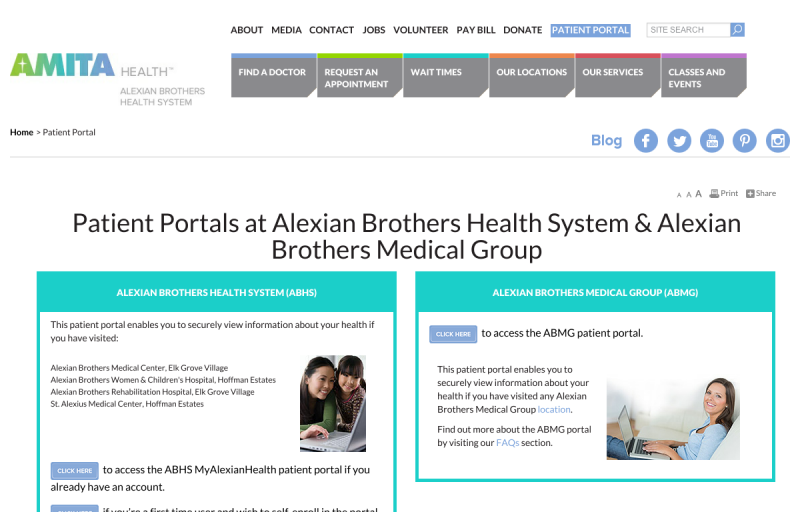 ABOUT MEDIA CONTACT JOBS VOLUNTEER PAY BILL DONATE PATIENT PORTAL SITE SEARCH
AMITA HEALTH™
ALEXIAN BROTHERS
HEALTH SYSTEM
FIND A DOCTOR
REQUEST AN
APPOINTMENT
WAIT TIMES
OUR LOCATIONS
OUR SERVICES
CLASSES AND
EVENTS
Home > Patient Portal
Blog
You
Tube
A A A Print Share
Patient Portals at Alexian Brothers Health System & Alexian
Brothers Medical Group
ALEXIAN BROTHERS HEALTH SYSTEM (ABHS)
This patient portal enables you to securely view information about your health if
you have visited:
Alexian Brothers Medical Center, Elk Grove Village
Alexian Brothers Women & Children's Hospital, Hoffman Estates
Alexian Brothers Rehabilitation Hospital, Elk Grove Village
St. Alexius Medical Center, Hoffman Estates
CLICK HERE to access the ABHS MyAlexianHealth patient portal if you
already have an account.
CLICK HERE if you're a first time user and wish to self-enroll in the portal
ALEXIAN BROTHERS MEDICAL GROUP (ABMG)
CLICK HERE to access the ABMG patient portal.
This patient portal enables you to
securely view information about your
health if you have visited any Alexian
Brothers Medical Group location.
Find out more about the ABMG portal
by visiting our FAQs section.